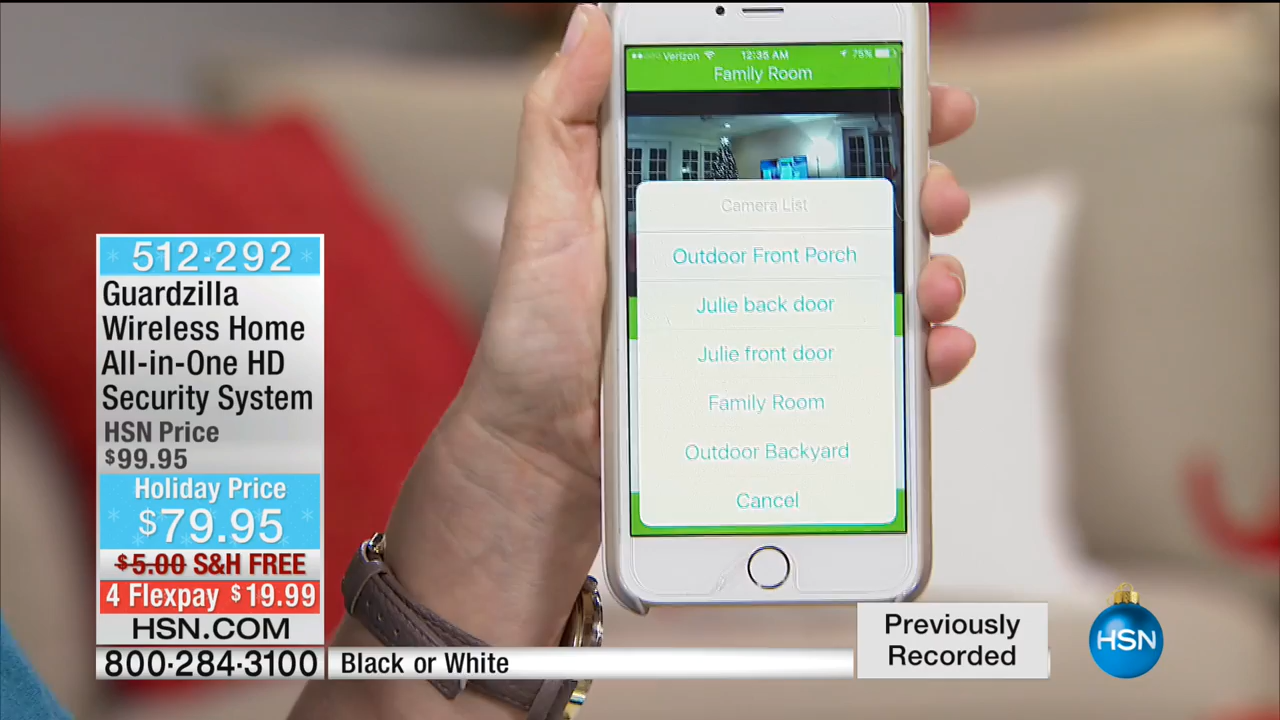 Verizon 12:35 AM 75%
Family Room
Camera List
Outdoor Front Porch
Julie back door
Julie front door
Family Room
Outdoor Backyard
Cancel
512-292
Guardzilla
Wireless Home
All-in-One HD
Security System
HSN Price
$99.95
Holiday Price
$79.95
$5.00 S&H FREE
4 Flexpay $19.99
HSN.COM
800-284-3100
Black or White
Previously
Recorded
HSN